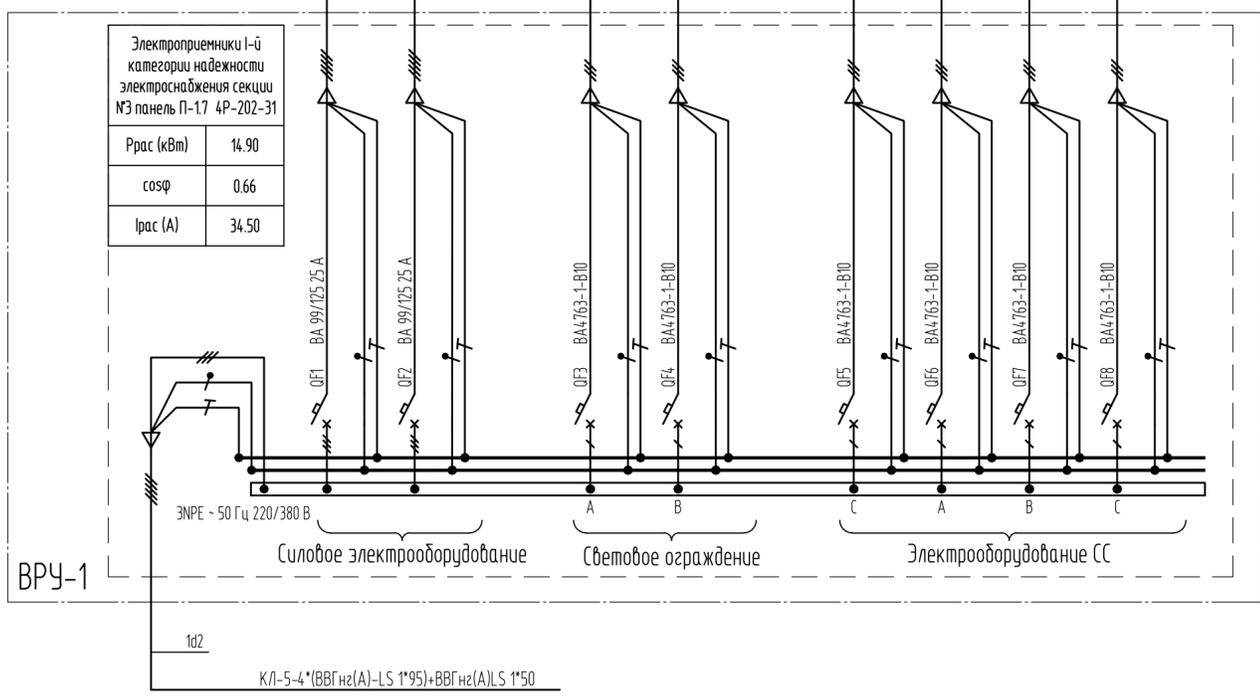 Электроприемники I-й
категории надежности
электроснабжения секции
№3 панель П-1.7 4Р-202-31
Ррас (кВт) 14.90
cosφ 0.66
Iрас (А) 34.50
QF1 ВА 99/125 25 А
QF2 ВА 99/125 25 А
QF3 ВА4763-1-В10
QF4 ВА4763-1-В10
QF5 ВА4763-1-В10
QF6 ВА4763-1-В10
QF7 ВА4763-1-В10
QF8 ВА4763-1-В10
3NPE ~ 50 Гц 220/380 В
А В С А В С
Силовое электрооборудование
Световое ограждение
Электрооборудование СС
ВРУ-1
1d2
КЛ-5-4*(ВВГнг(А)-LS 1*95)+ВВГнг(А)LS 1*50